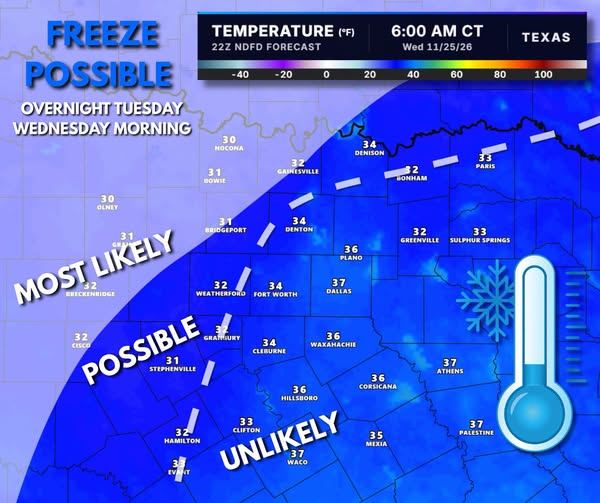 FREEZE
POSSIBLE
OVERNIGHT TUESDAY
WEDNESDAY MORNING
TEMPERATURE (°F)
22Z NDFD FORECAST
6:00 AM CT
Wed 11/25/26
TEXAS
-40 -20 0 20 40 60 80 100
30
NOCONA
34
DENISON
32
GAINESVILLE
32
BONHAM
33
PARIS
31
BOWIE
30
OLNEY
31
BRIDGEPORT
34
DENTON
32
GREENVILLE
33
SULPHUR SPRINGS
31
36
PLANO
MOST LIKELY
32
BRECKENRIDGE
32
WEATHERFORD
34
FORT WORTH
37
DALLAS
32
CISCO
POSSIBLE
32
GRANBURY
34
CLEBURNE
36
WAXAHACHIE
31
STEPHENVILLE
37
ATHENS
36
CORSICANA
36
HILLSBORO
32
HAMILTON
33
CLIFTON
UNLIKELY
35
MEXIA
37
PALESTINE
37
WACO
EVANT